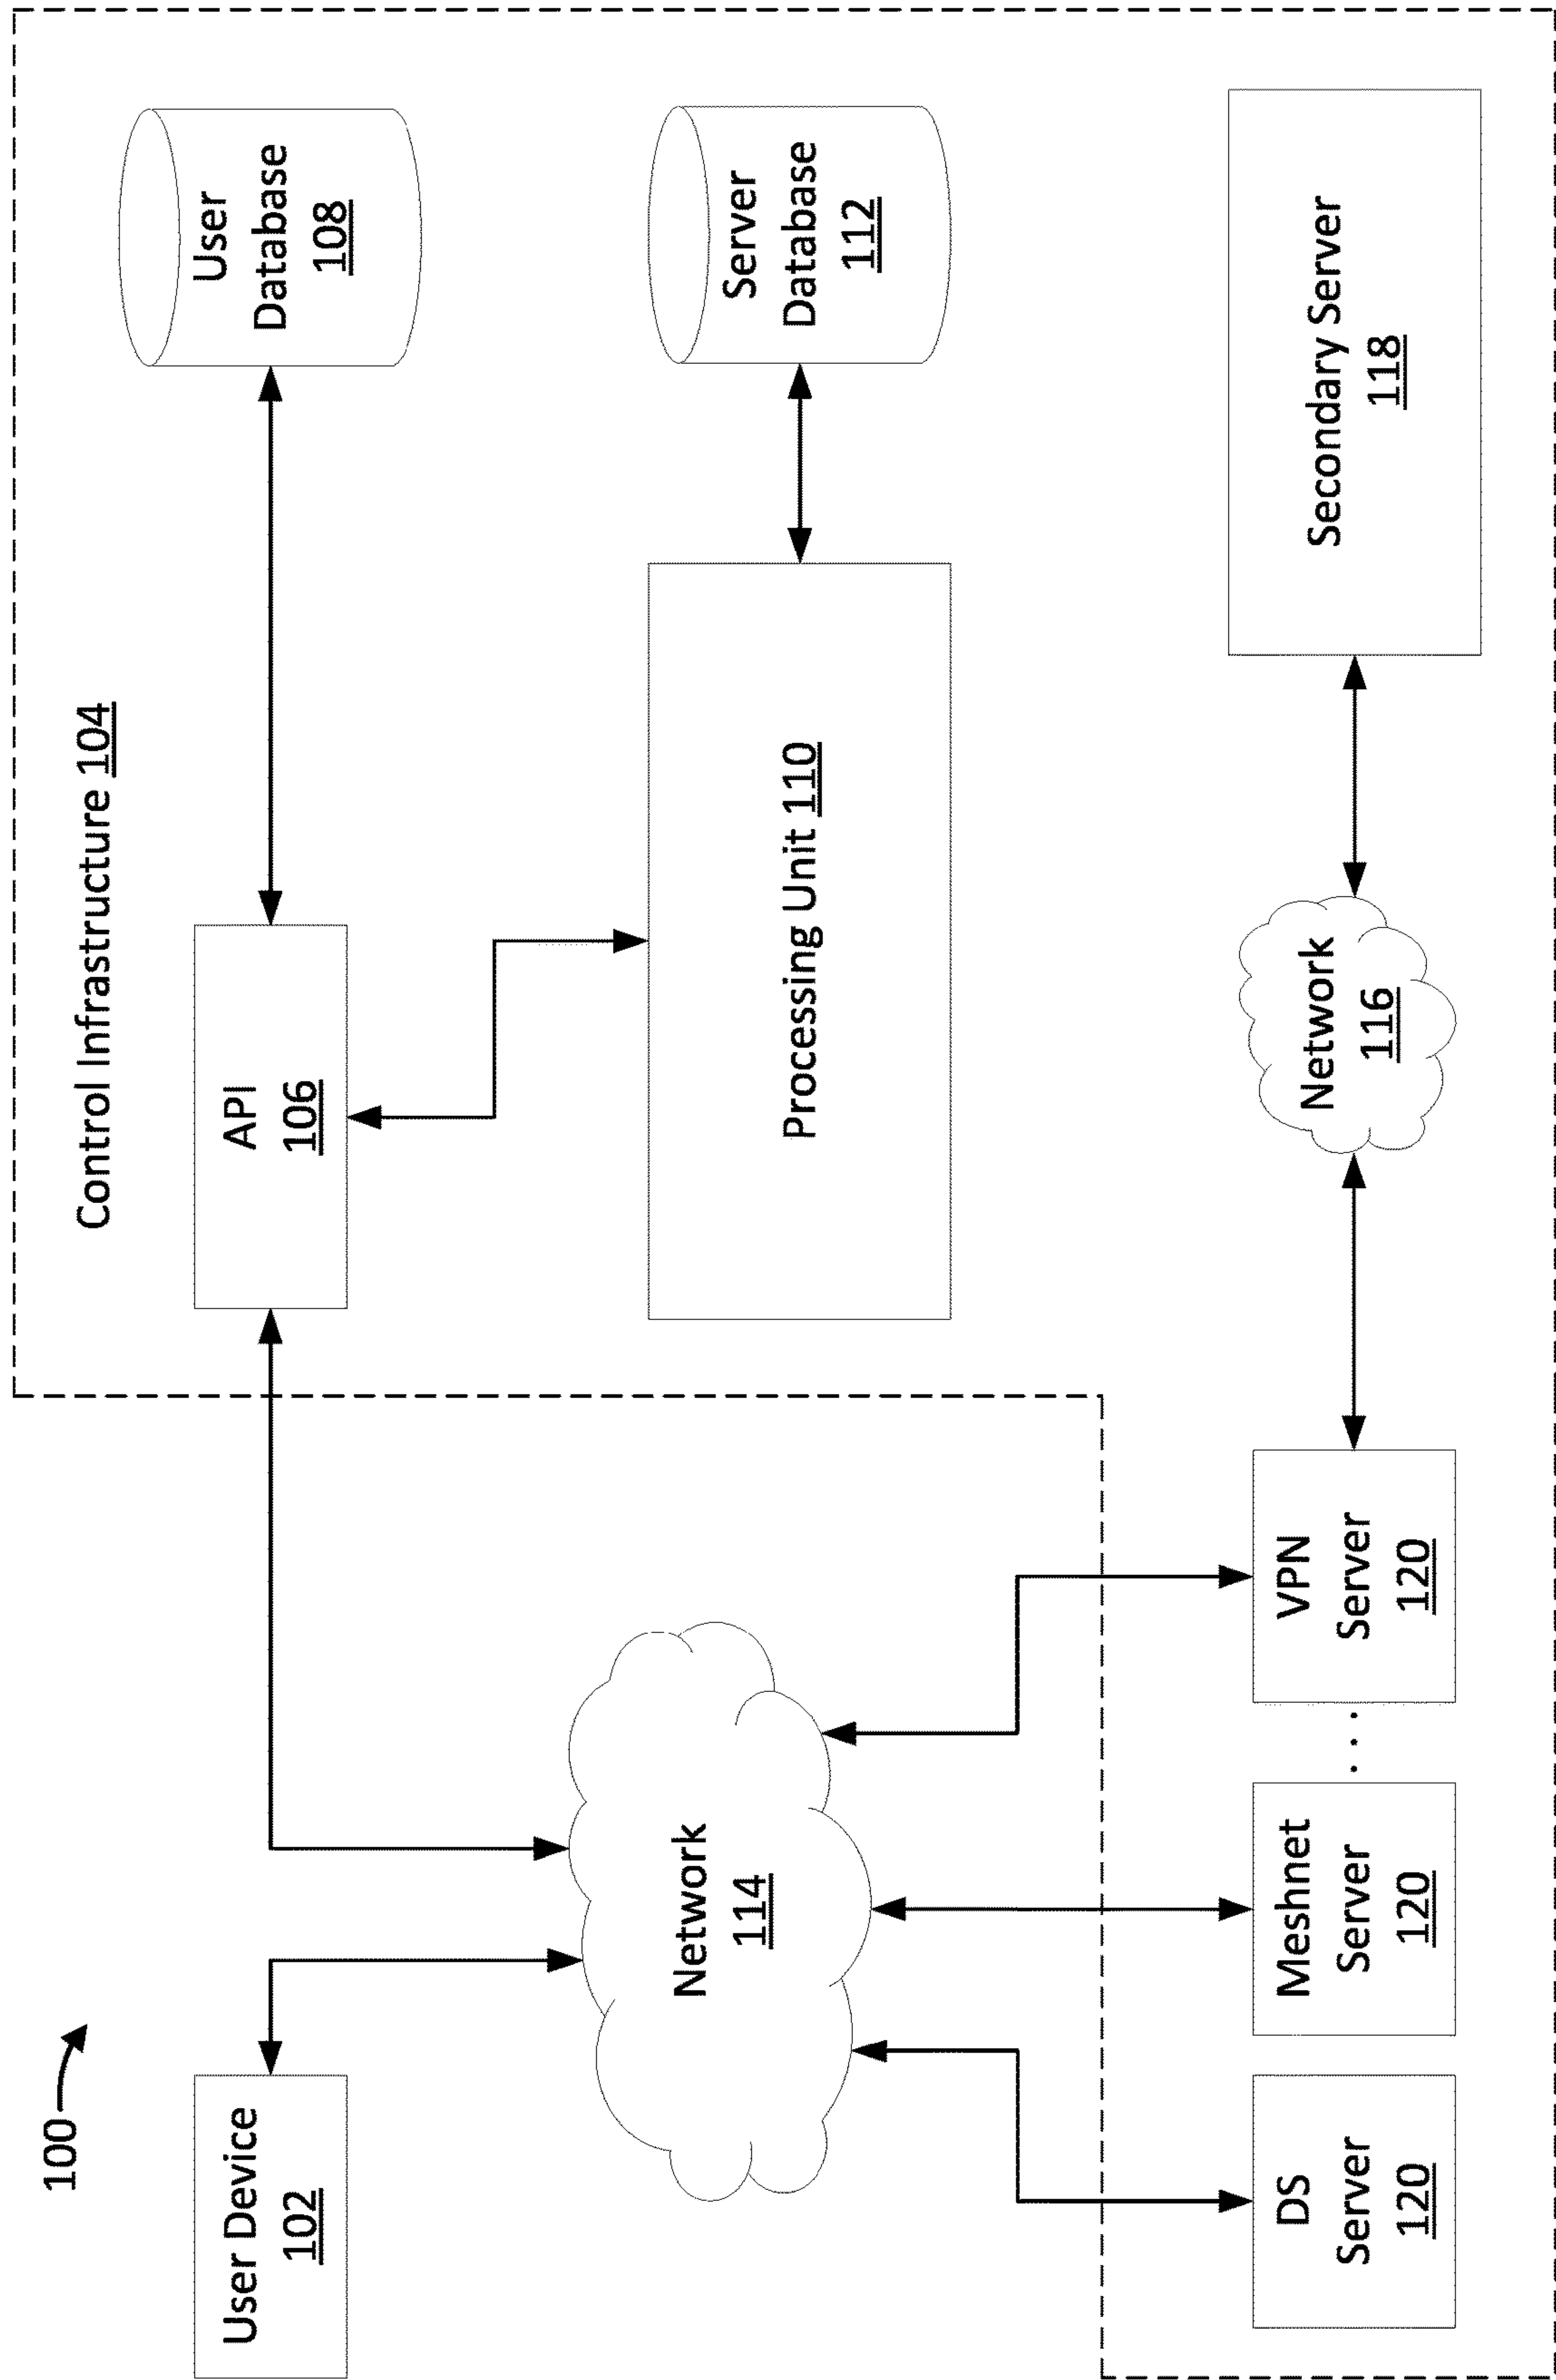 100
Control Infrastructure 104
User Device
102
API
106
User
Database
108
Network
114
Processing Unit 110
Server
Database
112
DS
Server
120
Meshnet
Server
120
...
VPN
Server
120
Network
116
Secondary Server
118